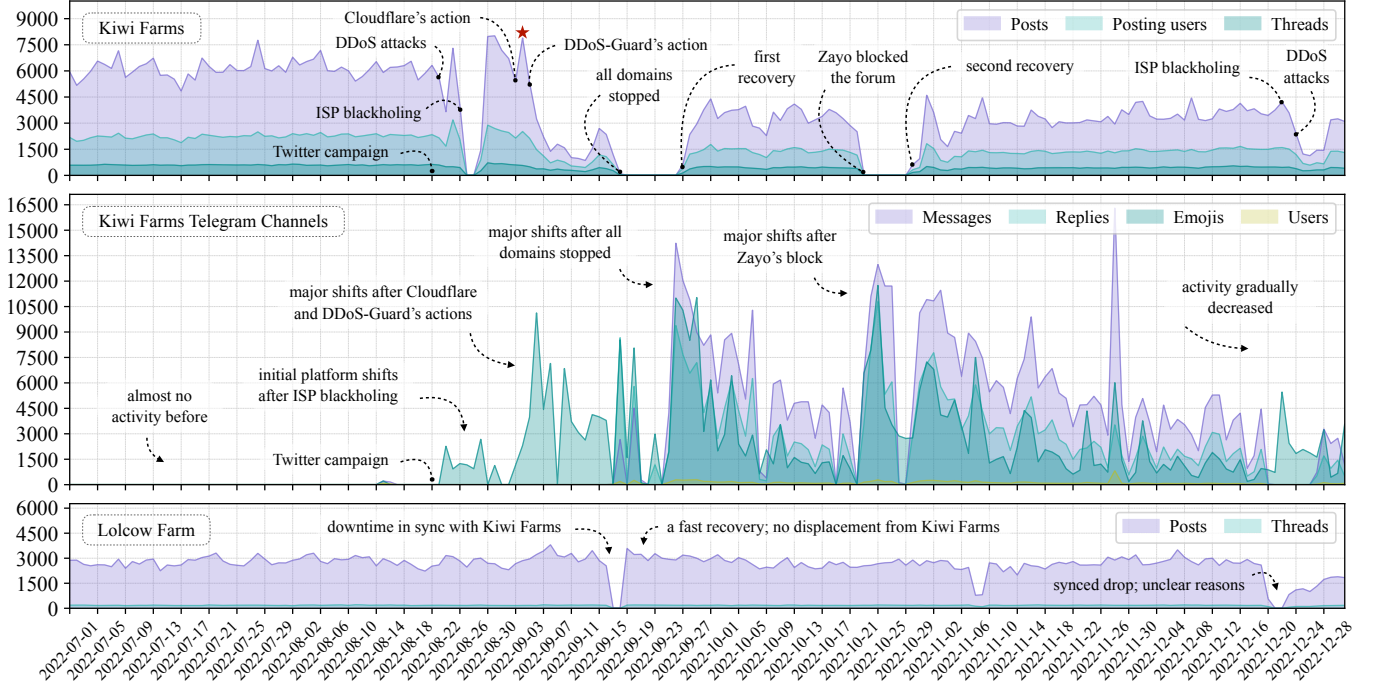 9000
7500
6000
4500
3000
1500
0
Kiwi Farms
Posts
Posting users
Threads
Cloudflare's action
DDoS attacks
ISP blackholing
Twitter campaign
DDoS-Guard's action
all domains
stopped
first
recovery
Zayo blocked
the forum
second recovery
ISP blackholing
DDoS
attacks
16500
15000
13500
12000
10500
9000
7500
6000
4500
3000
1500
0
Kiwi Farms Telegram Channels
Messages
Replies
Emojis
Users
almost no
activity before
initial platform shifts
after ISP blackholing
Twitter campaign
major shifts after Cloudflare
and DDoS-Guard's actions
major shifts after all
domains stopped
major shifts after
Zayo's block
activity gradually
decreased
6000
4500
3000
1500
0
Lolcow Farm
Posts
Threads
downtime in sync with Kiwi Farms
a fast recovery; no displacement from Kiwi Farms
synced drop; unclear reasons
2022-07-01
2022-07-05
2022-07-09
2022-07-13
2022-07-17
2022-07-21
2022-07-25
2022-07-29
2022-08-02
2022-08-06
2022-08-10
2022-08-14
2022-08-18
2022-08-22
2022-08-26
2022-08-30
2022-09-03
2022-09-07
2022-09-11
2022-09-15
2022-09-19
2022-09-23
2022-09-27
2022-10-01
2022-10-05
2022-10-09
2022-10-13
2022-10-17
2022-10-21
2022-10-25
2022-10-29
2022-11-02
2022-11-06
2022-11-10
2022-11-14
2022-11-18
2022-11-22
2022-11-26
2022-11-30
2022-12-04
2022-12-08
2022-12-12
2022-12-16
2022-12-20
2022-12-24
2022-12-28